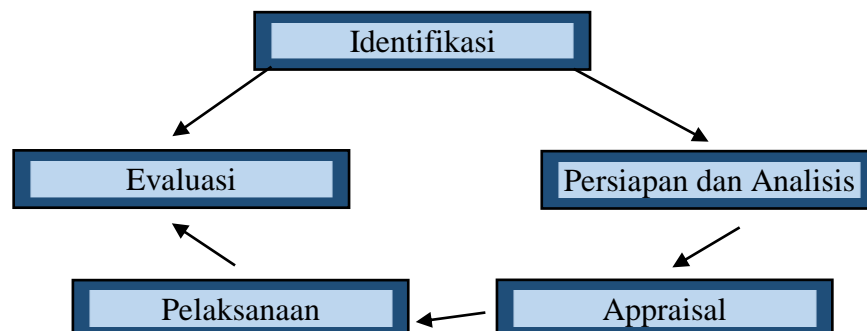 Identifikasi
Evaluasi
Persiapan dan Analisis
Pelaksanaan
Appraisal